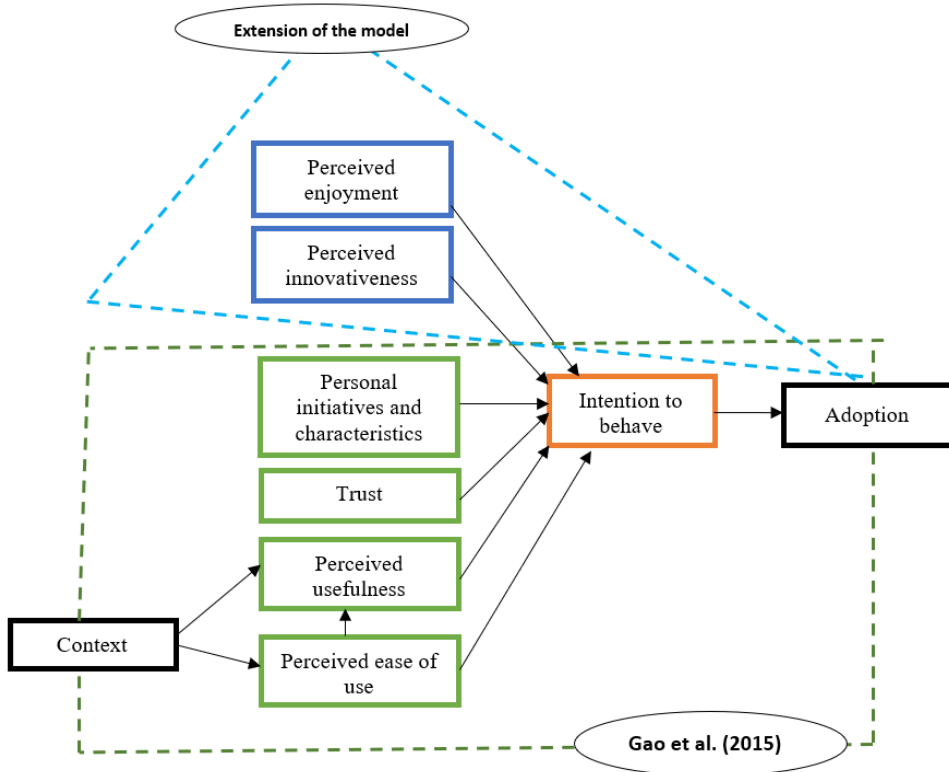 Extension of the model
Perceived
enjoyment
Perceived
innovativeness
Personal
initiatives and
characteristics
Intention to
behave
Adoption
Trust
Perceived
usefulness
Context
Perceived ease of
use
Gao et al. (2015)